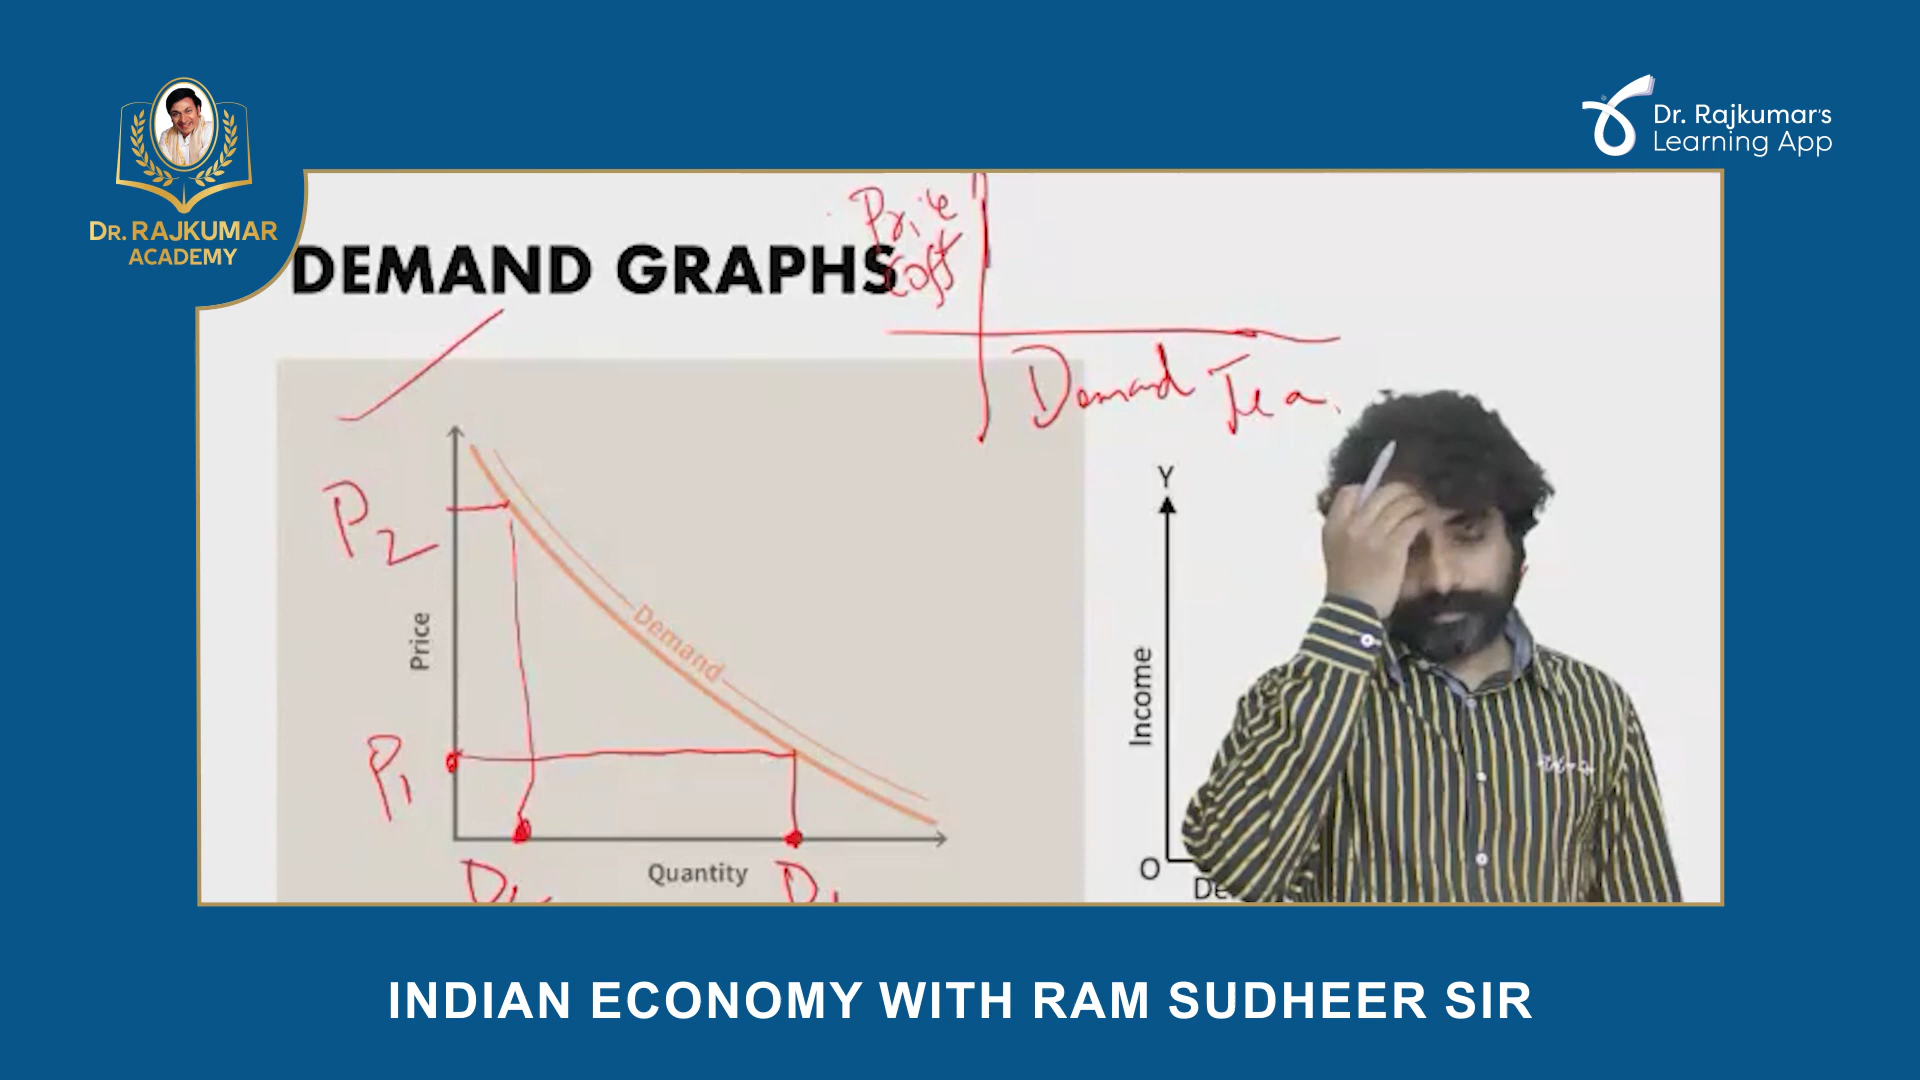 Dr. Rajkumar's
Learning App
DR. RAJKUMAR
ACADEMY
DEMAND GRAPHS
Price
Demand Tea
P2
Price
P1
Demand
Quantity
D1
Y
Income
O
INDIAN ECONOMY WITH RAM SUDHEER SIR